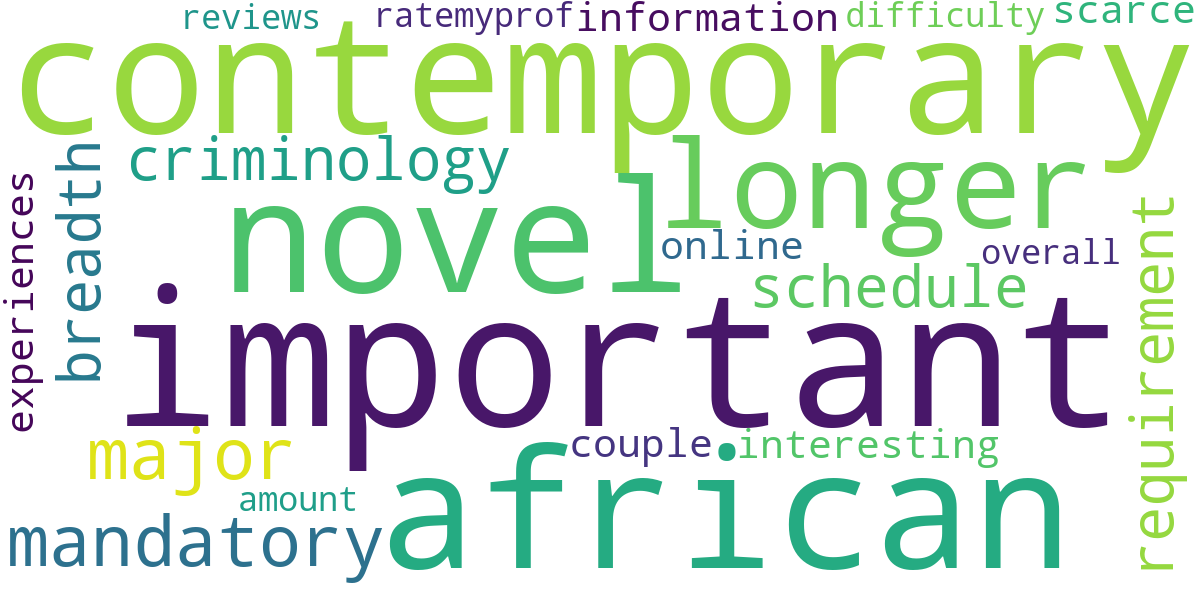 reviews
ratemyprof
information
difficulty
scarce
contemporary
criminology
longer
breadth
experiences
novel
online
overall
schedule
requirement
important
major
couple
interesting
amount
african
mandatory